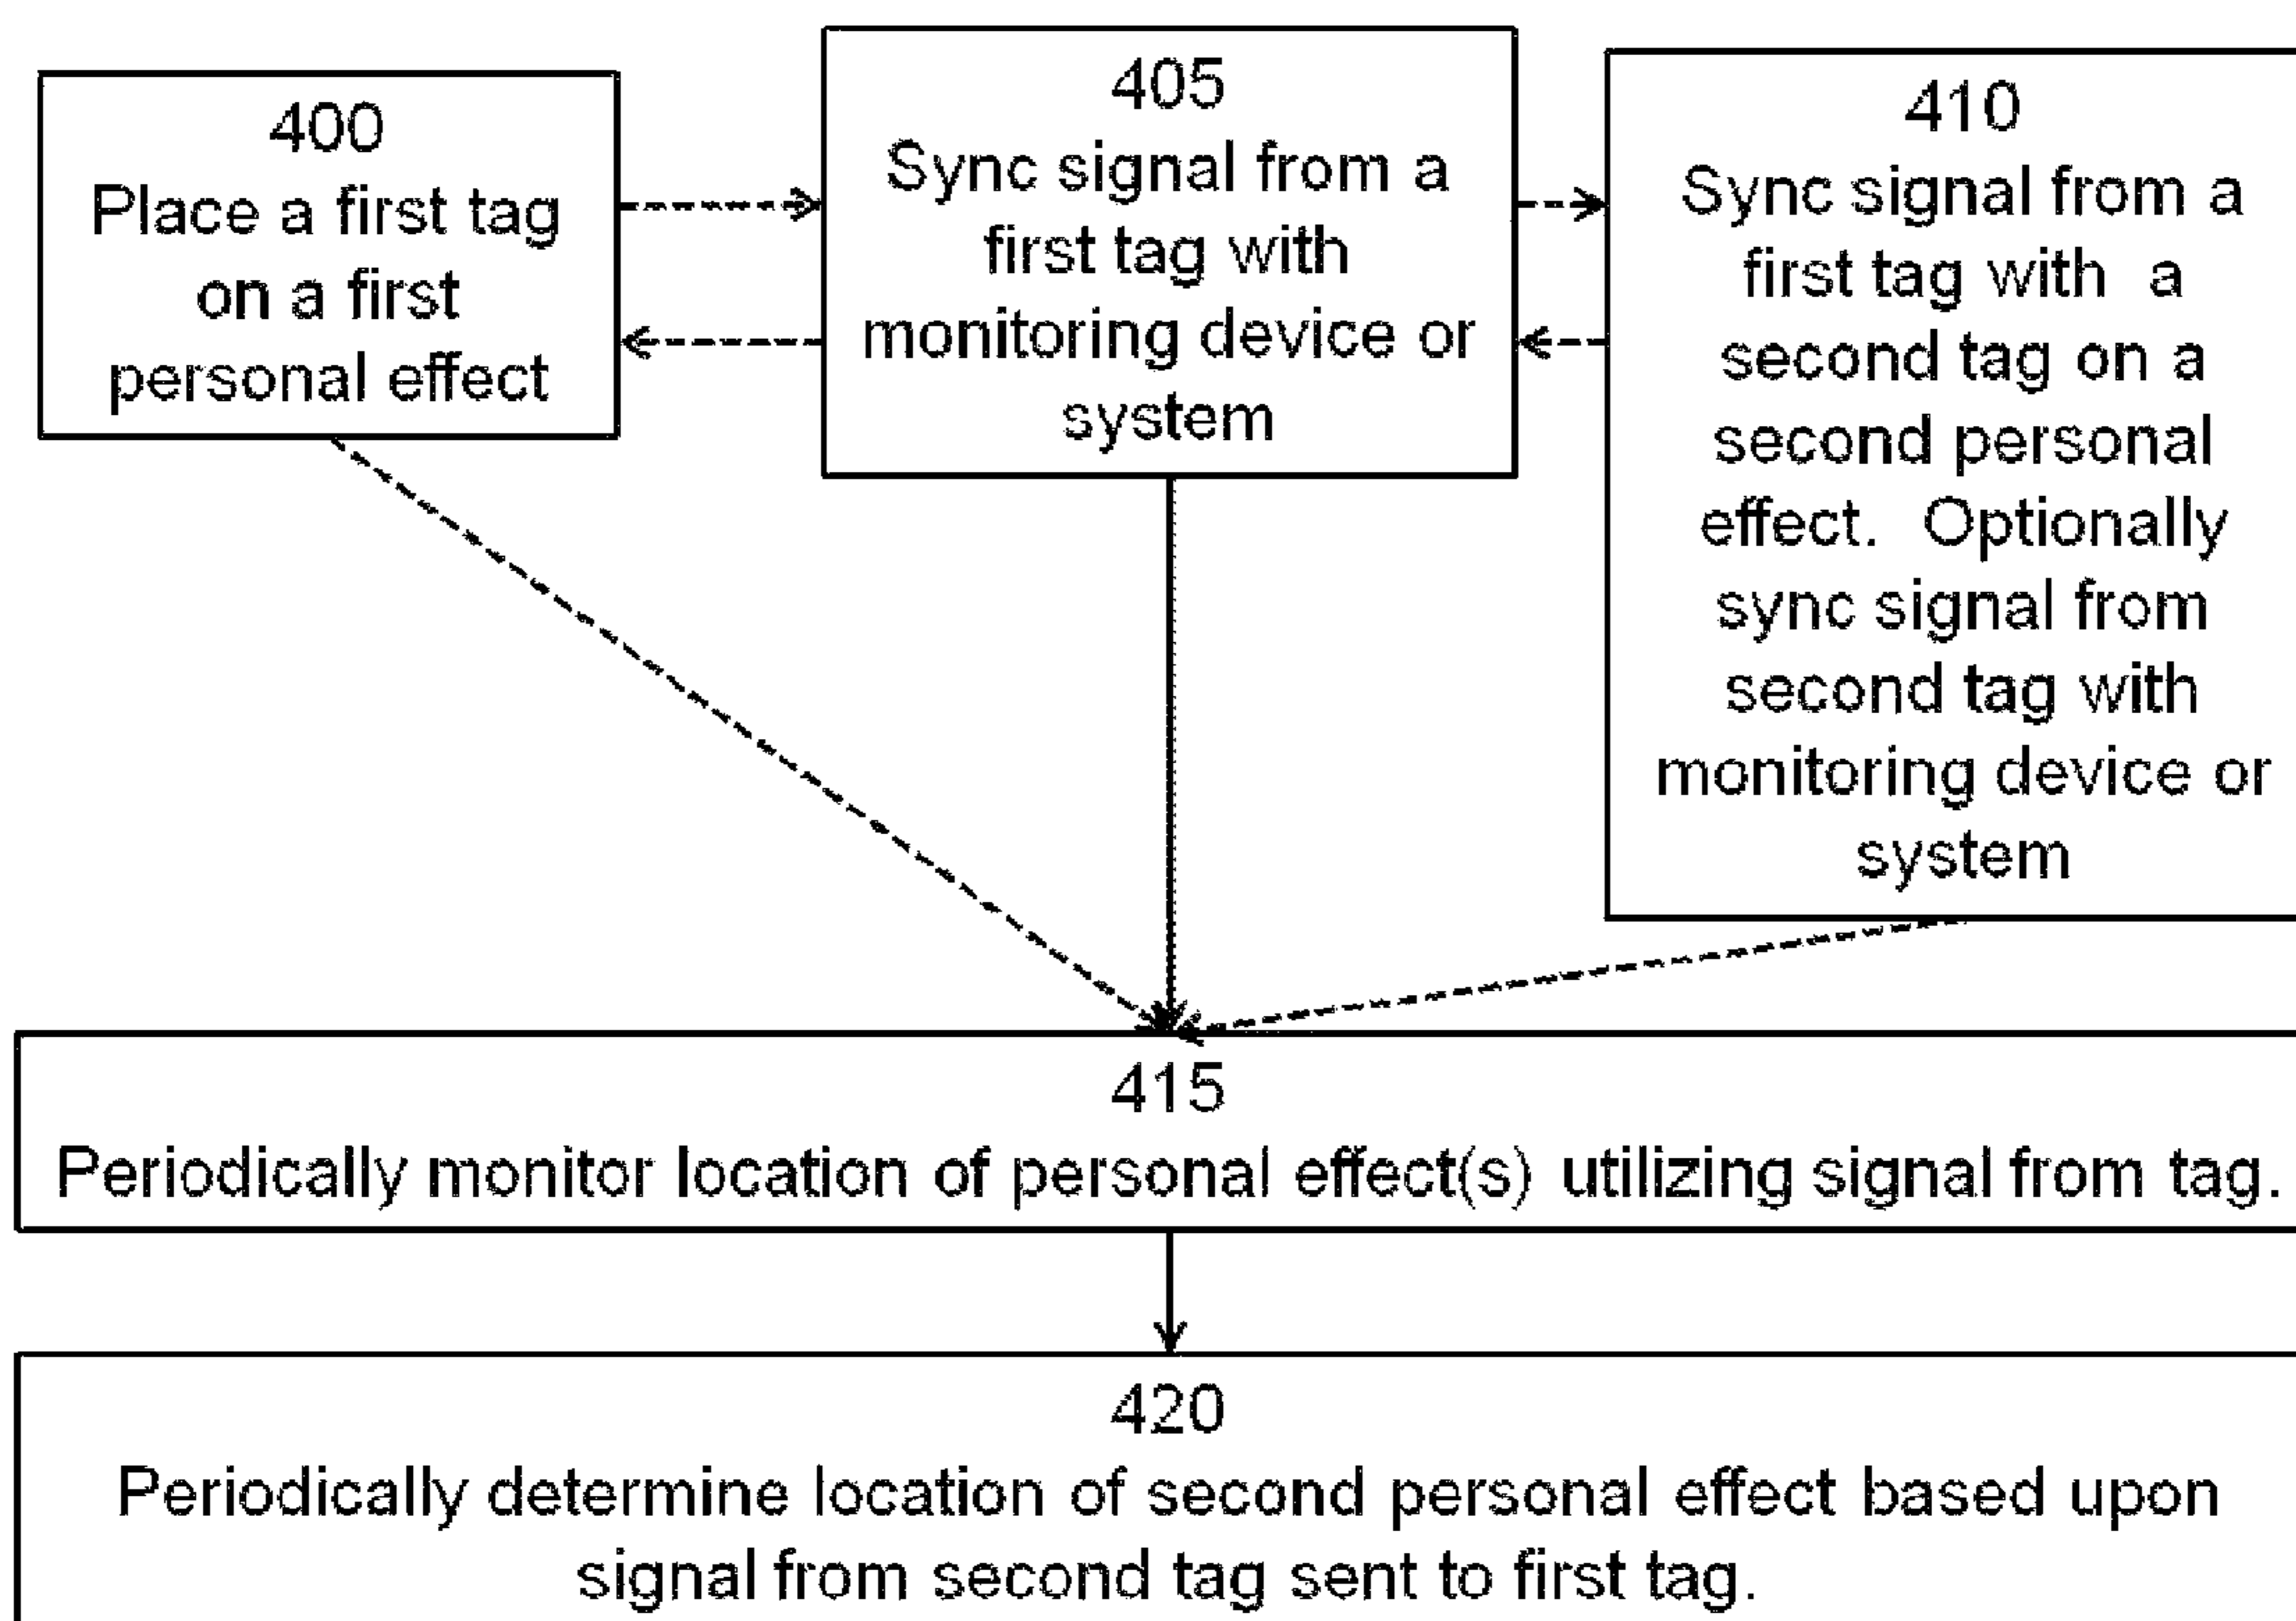 400
Place a first tag
on a first
personal effect
405
Sync signal from a
first tag with
monitoring device or
system
410
Sync signal from a
first tag with a
second tag on a
second personal
effect. Optionally
sync signal from
second tag with
monitoring device or
system
415
Periodically monitor location of personal effect(s) utilizing signal from tag.
420
Periodically determine location of second personal effect based upon
signal from second tag sent to first tag.